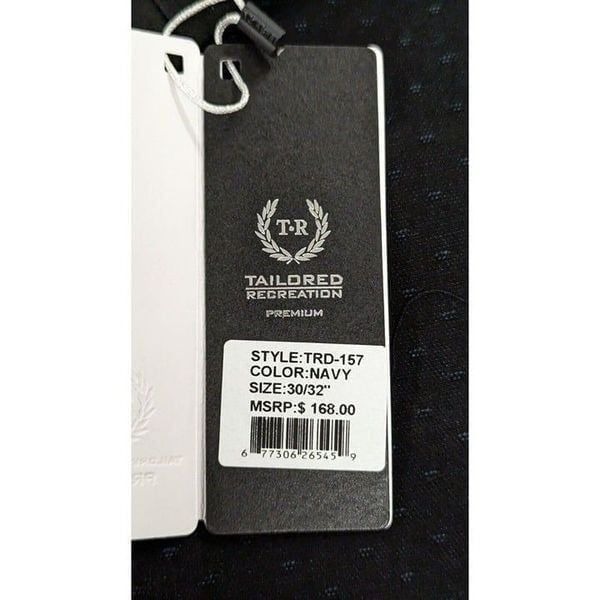 T·R
TAILORED
RECREATION
PREMIUM
STYLE:TRD-157
COLOR:NAVY
SIZE:30/32"
MSRP:$ 168.00
6 77306 26545 9